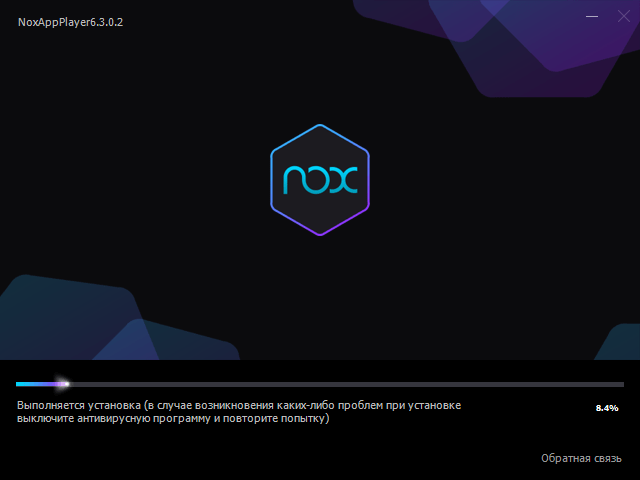 NoxAppPlayer6.3.0.2
nox
Выполняется установка (в случае возникновения каких-либо проблем при установке
выключите антивирусную программу и повторите попытку)
8.4%
Обратная связь